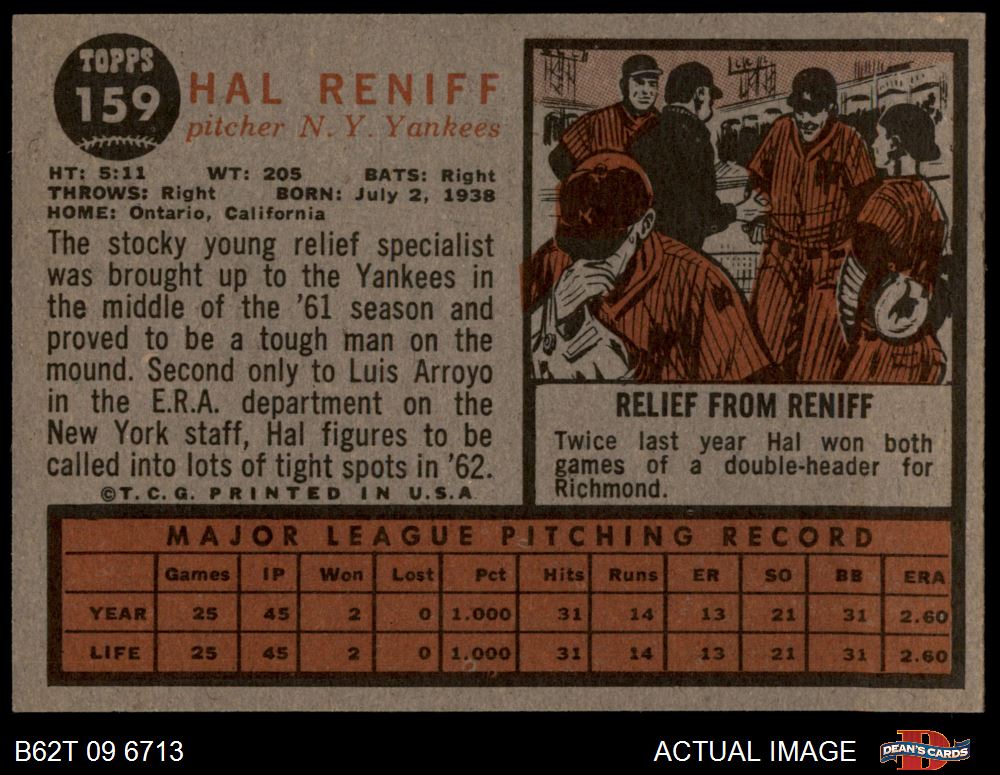 TOPPS
159
HAL RENIFF
pitcher N. Y. Yankees
HT: 5:11 WT: 205 BATS: Right
THROWS: Right BORN: July 2, 1938
HOME: Ontario, California
The stocky young relief specialist
was brought up to the Yankees in
the middle of the '61 season and
proved to be a tough man on the
mound. Second only to Luis Arroyo
in the E.R.A. department on the
New York staff, Hal figures to be
called into lots of tight spots in '62.
©T. C. G. PRINTED IN U.S.A.
RELIEF FROM RENIFF
Twice last year Hal won both
games of a double-header for
Richmond.
MAJOR LEAGUE PITCHING RECORD
Games IP Won Lost Pct Hits Runs ER SO BB ERA
YEAR 25 45 2 0 1.000 31 14 13 21 31 2.60
LIFE 25 45 2 0 1.000 31 14 13 21 31 2.60
B62T 09 6713 ACTUAL IMAGE DEAN'S CARDS